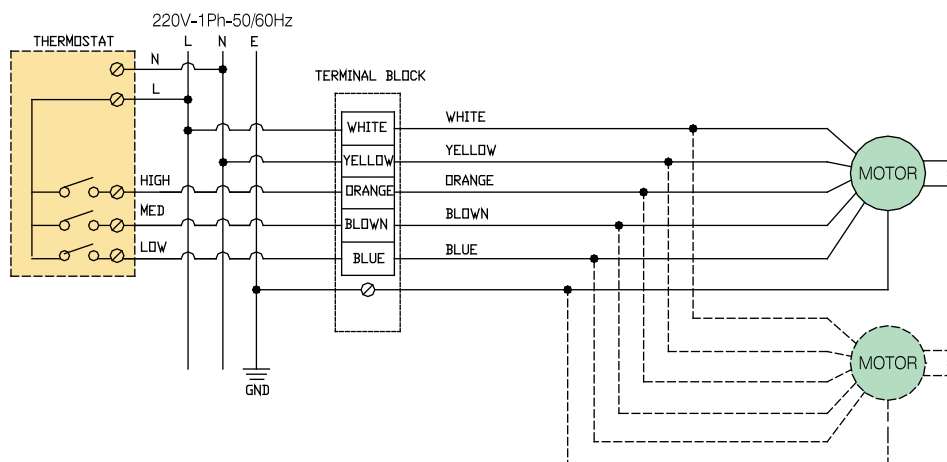 220V-1Ph-50/60Hz
THERMOSTAT L N E
N
L
TERMINAL BLOCK
WHITE WHITE
YELLOW YELLOW
HIGH ORANGE ORANGE
MED BLOWN BLOWN
LOW BLUE BLUE
MOTOR
MOTOR
GND